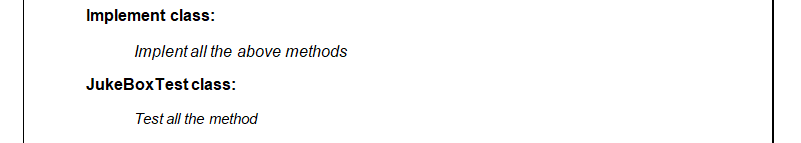 Implement class:
Implent all the above methods
JukeBoxTest class:
Test all the method